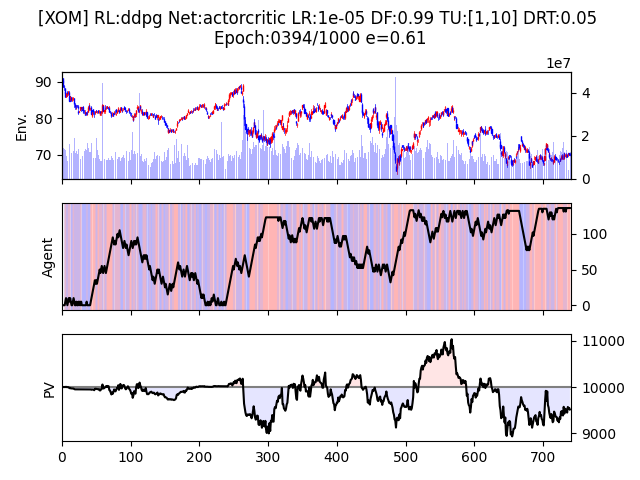 [XOM] RL:ddpg Net:actorcritic LR:1e-05 DF:0.99 TU:[1,10] DRT:0.05
Epoch:0394/1000 e=0.61
1e7
90
80
70
Env.
4
2
0
Agent
100
50
0
PV
11000
10000
9000
0 100 200 300 400 500 600 700